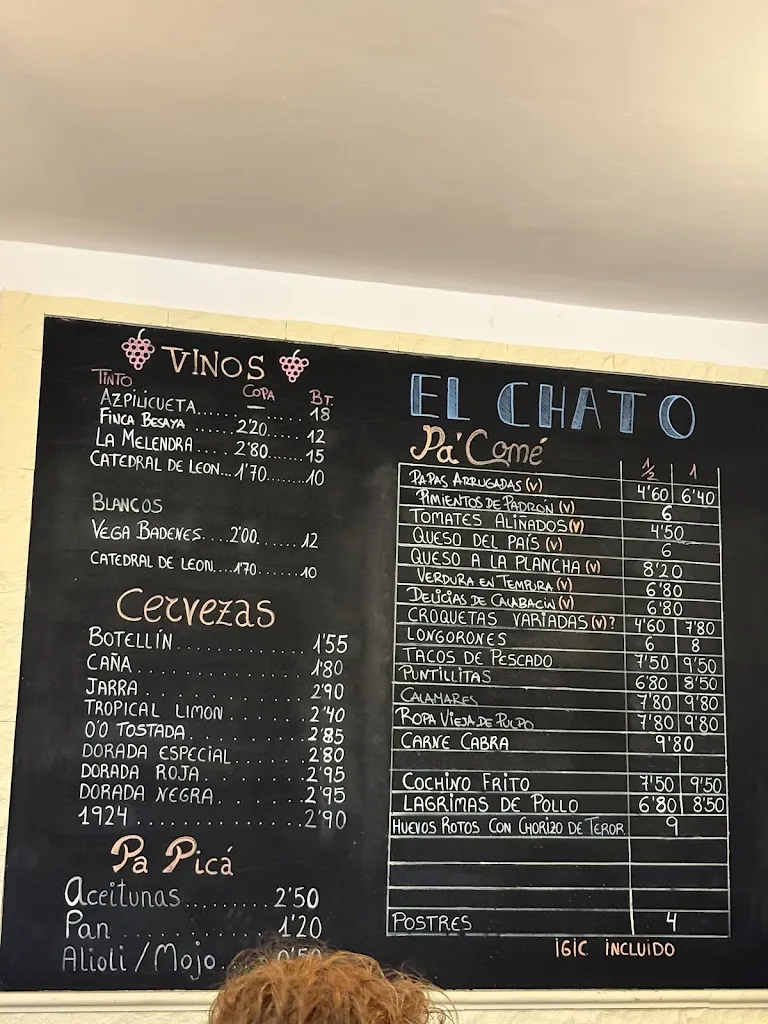 VINOS
TINTO COPA BT.
AZPILICUETA.......... 18
FINCA BESAYA ...... 2'20..... 12
LA MELENDRA ..... 2'80..... 15
CATEDRAL DE LEON...1'70........10
BLANCOS
VEGA BADENES....2'00......12
CATEDRAL DE LEON....1'70.......10
Cervezas
BOTELLÍN.............1'55
CAÑA................1'80
JARRA..............2'90
TROPICAL LIMON.......2'40
0'0 TOSTADA..........2'85
DORADA ESPECIAL......2'80
DORADA ROJA.........2'95
DORADA NEGRA........2'95
1924................2'90
Pa Picá
Aceitunas.........2'50
Pan.............1'20
Alioli/Mojo...0'50
EL CHATO
Pa' Comé
1/2 1
PAPAS ARRUGADAS (V) 4'60 6'40
PIMIENTOS DE PADRON (V) 6
TOMATES ALIÑADOS (V) 4'50
QUESO DEL PAÍS (V) 6
QUESO A LA PLANCHA (V) 8'20
VERDURA EN TEMPURA (V) 6'80
DELICIAS DE CALABACIN (V) 6'80
CROQUETAS VARIADAS (V)? 4'60 7'80
LONGORONES 6 8
TACOS DE PESCADO 7'50 9'50
PUNTILLITAS 6'80 8'50
CALAMARES 7'80 9'80
ROPA VIEJA DE PULPO 7'80 9'80
CARNE CABRA 9'80
COCHINO FRITO 7'50 9'50
LAGRIMAS DE POLLO 6'80 8'50
HUEVOS ROTOS CON CHORIZO DE TEROR 9
POSTRES 4
IGIC INCLUIDO